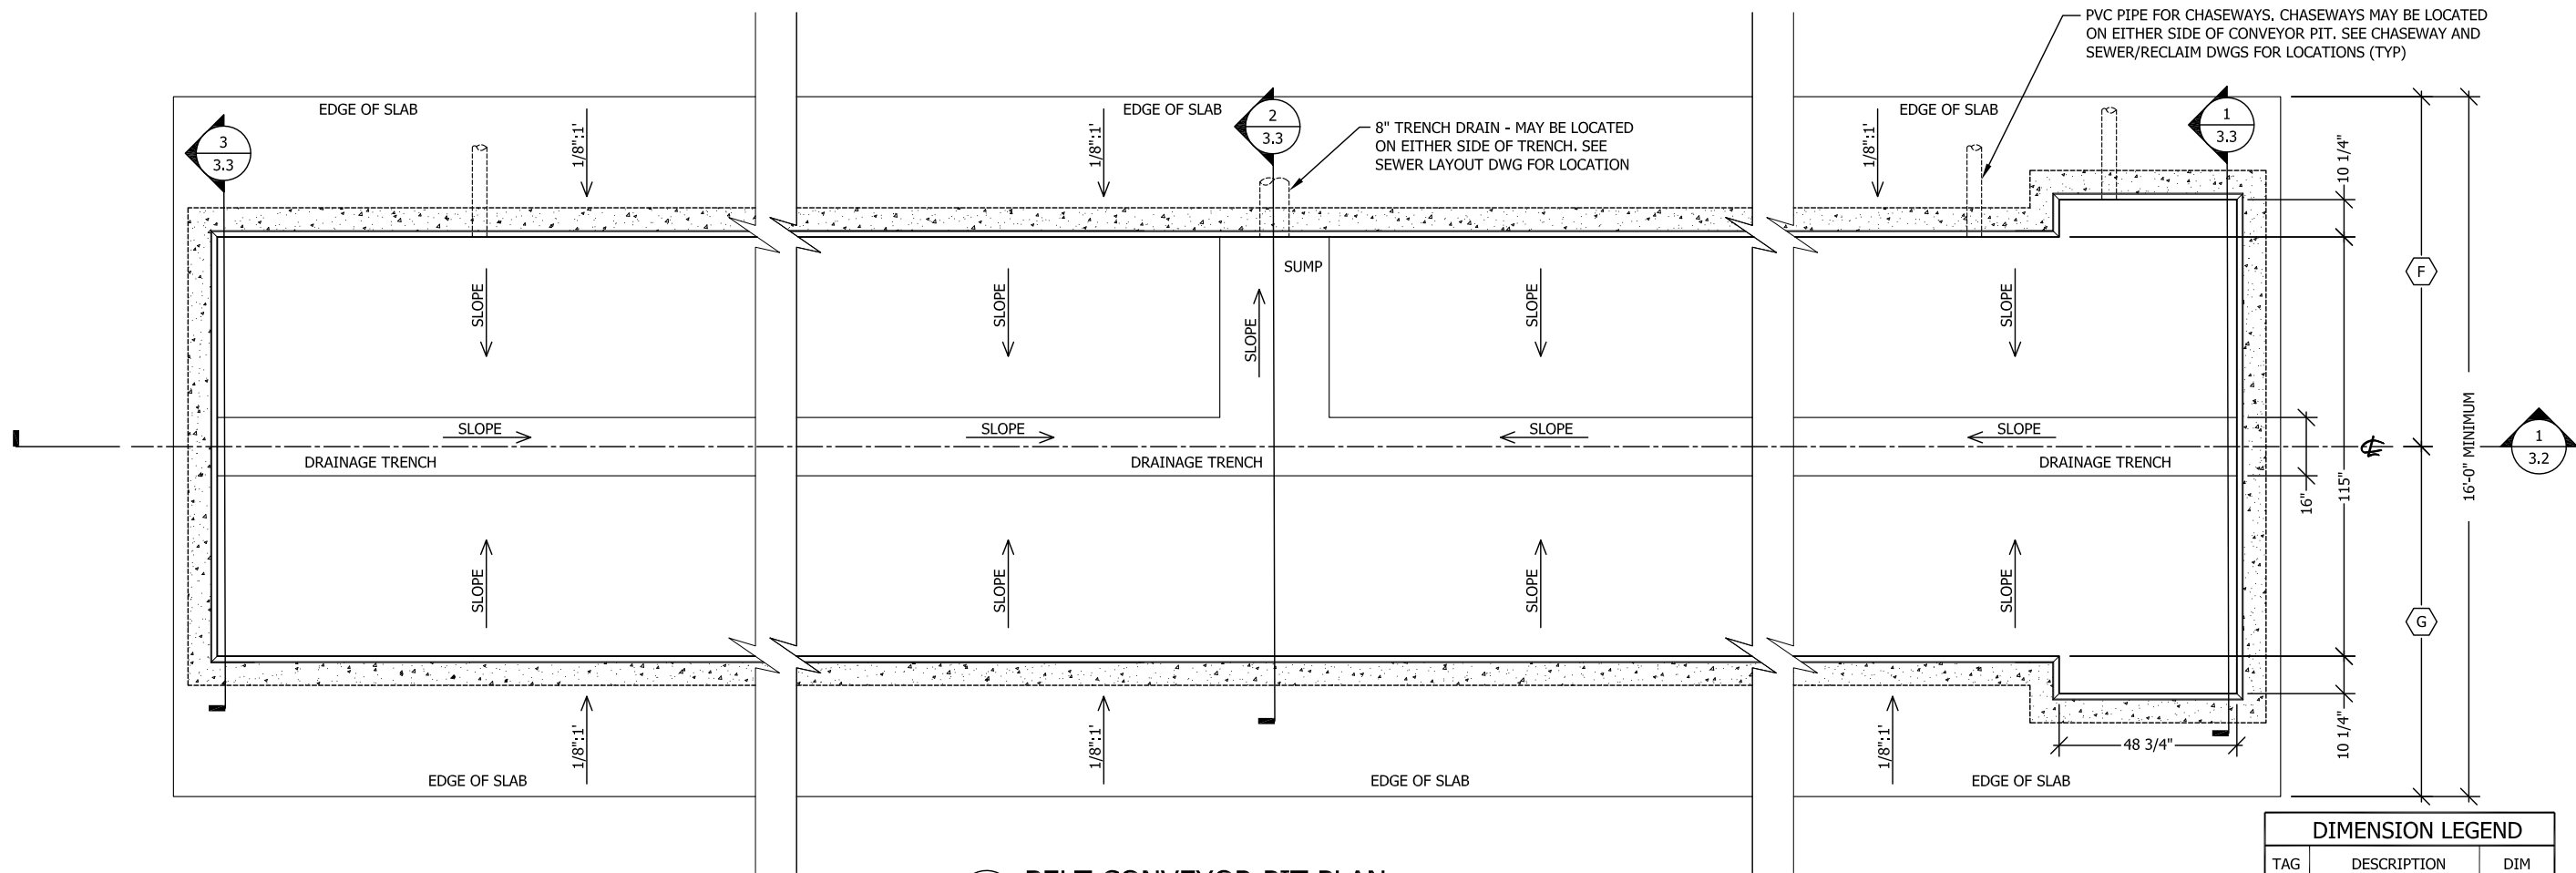 PVC PIPE FOR CHASEWAYS. CHASEWAYS MAY BE LOCATED
ON EITHER SIDE OF CONVEYOR PIT. SEE CHASEWAY AND
SEWER/RECLAIM DWGS FOR LOCATIONS (TYP)
EDGE OF SLAB
EDGE OF SLAB
EDGE OF SLAB
3
3.3
2
3.3
1
3.3
8" TRENCH DRAIN - MAY BE LOCATED
ON EITHER SIDE OF TRENCH. SEE
SEWER LAYOUT DWG FOR LOCATION
1/8":1'
1/8":1'
1/8":1'
10 1/4"
SUMP
F
SLOPE
SLOPE
SLOPE
SLOPE
SLOPE
SLOPE
SLOPE
SLOPE
SLOPE
DRAINAGE TRENCH
DRAINAGE TRENCH
DRAINAGE TRENCH
16"
115"
16'-0" MINIMUM
1
3.2
SLOPE
SLOPE
SLOPE
SLOPE
G
1/8":1'
1/8":1'
1/8":1'
48 3/4"
10 1/4"
EDGE OF SLAB
EDGE OF SLAB
EDGE OF SLAB
BELT CONVEYOR PIT PLAN
DIMENSION LEGEND
TAG DESCRIPTION DIM